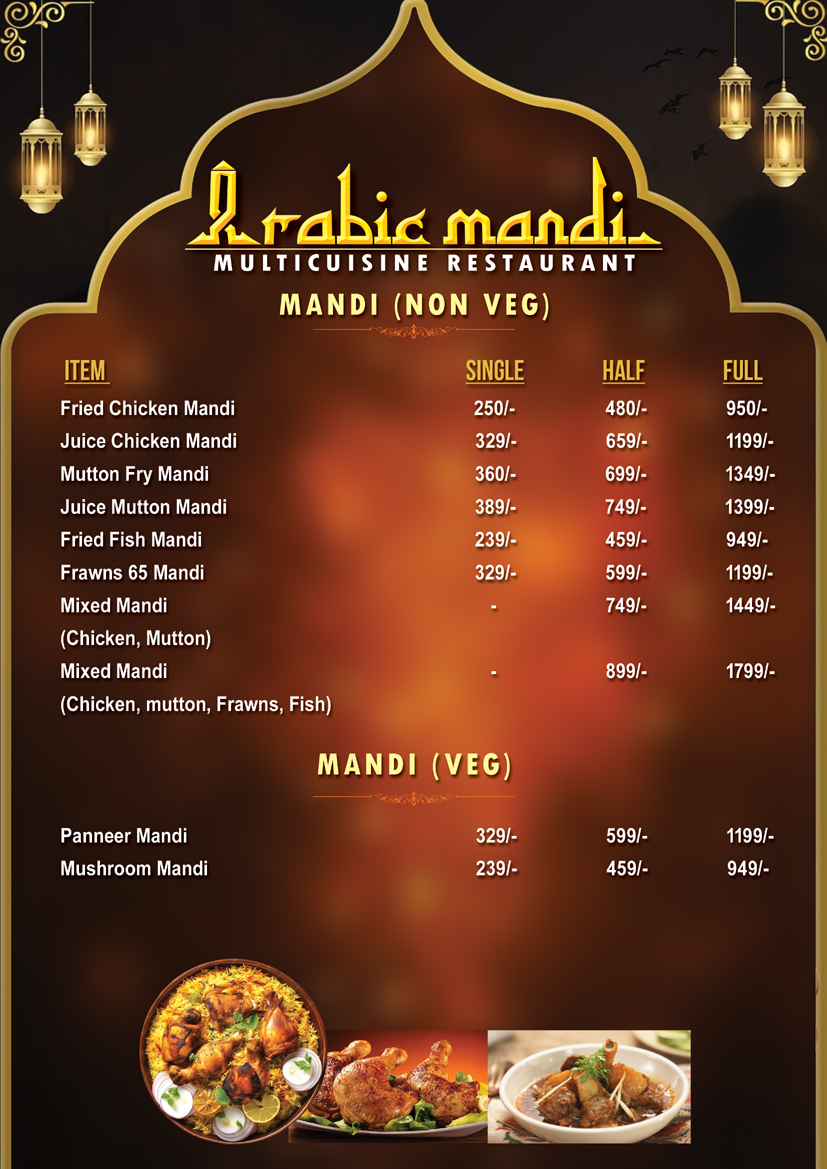 Arabic mandi
MULTICUISINE RESTAURANT
MANDI (NON VEG)
ITEM SINGLE HALF FULL
Fried Chicken Mandi 250/- 480/- 950/-
Juice Chicken Mandi 329/- 659/- 1199/-
Mutton Fry Mandi 360/- 699/- 1349/-
Juice Mutton Mandi 389/- 749/- 1399/-
Fried Fish Mandi 239/- 459/- 949/-
Frawns 65 Mandi 329/- 599/- 1199/-
Mixed Mandi - 749/- 1449/-
(Chicken, Mutton)
Mixed Mandi - 899/- 1799/-
(Chicken, mutton, Frawns, Fish)
MANDI (VEG)
Panneer Mandi 329/- 599/- 1199/-
Mushroom Mandi 239/- 459/- 949/-